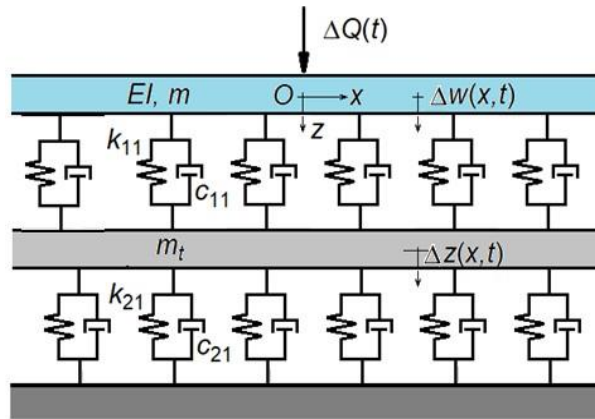 ΔQ(t)
EI, m O x Δw(x,t)
z
k₁₁
c₁₁
mₜ Δz(x,t)
k₂₁
c₂₁